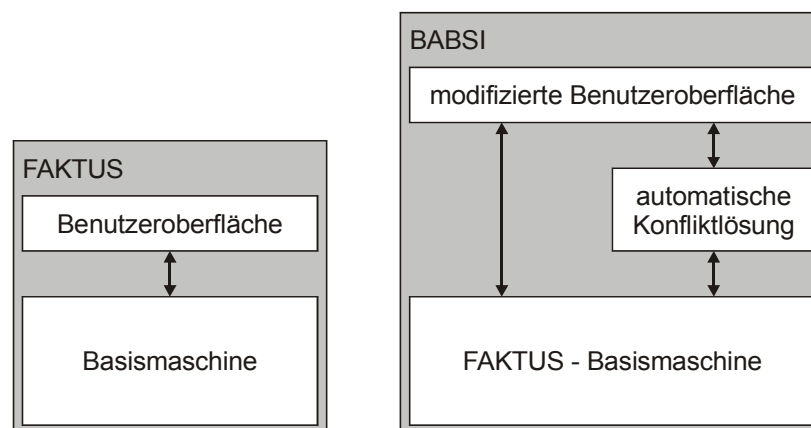 FAKTUS
Benutzeroberfläche
Basismaschine
BABSI
modifizierte Benutzeroberfläche
automatische
Konfliktlösung
FAKTUS - Basismaschine